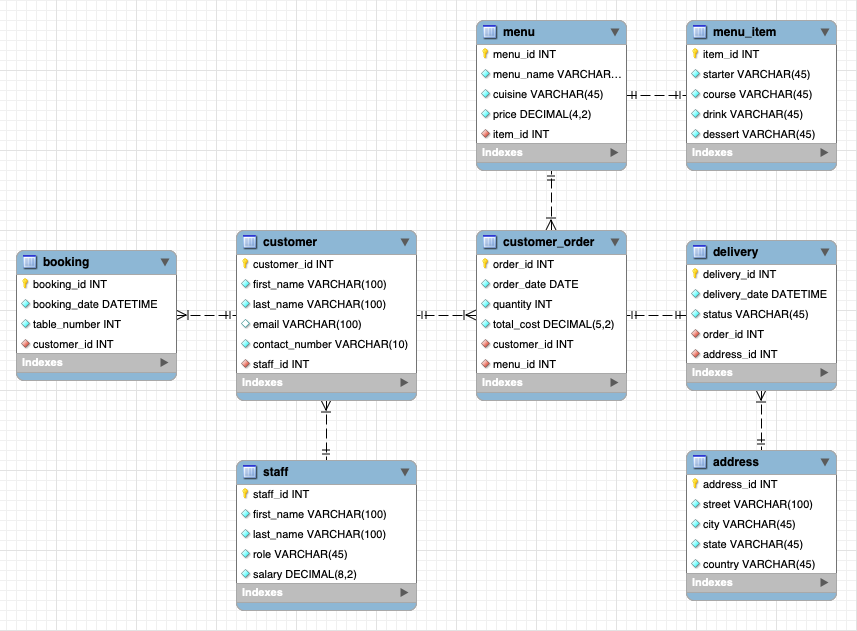 menu
menu_id INT
menu_name VARCHAR...
cuisine VARCHAR(45)
price DECIMAL(4,2)
item_id INT
Indexes
menu_item
item_id INT
starter VARCHAR(45)
course VARCHAR(45)
drink VARCHAR(45)
dessert VARCHAR(45)
Indexes
booking
booking_id INT
booking_date DATETIME
table_number INT
customer_id INT
Indexes
customer
customer_id INT
first_name VARCHAR(100)
last_name VARCHAR(100)
email VARCHAR(100)
contact_number VARCHAR(10)
staff_id INT
Indexes
customer_order
order_id INT
order_date DATE
quantity INT
total_cost DECIMAL(5,2)
customer_id INT
menu_id INT
Indexes
delivery
delivery_id INT
delivery_date DATETIME
status VARCHAR(45)
order_id INT
address_id INT
Indexes
staff
staff_id INT
first_name VARCHAR(100)
last_name VARCHAR(100)
role VARCHAR(45)
salary DECIMAL(8,2)
Indexes
address
address_id INT
street VARCHAR(100)
city VARCHAR(45)
state VARCHAR(45)
country VARCHAR(45)
Indexes